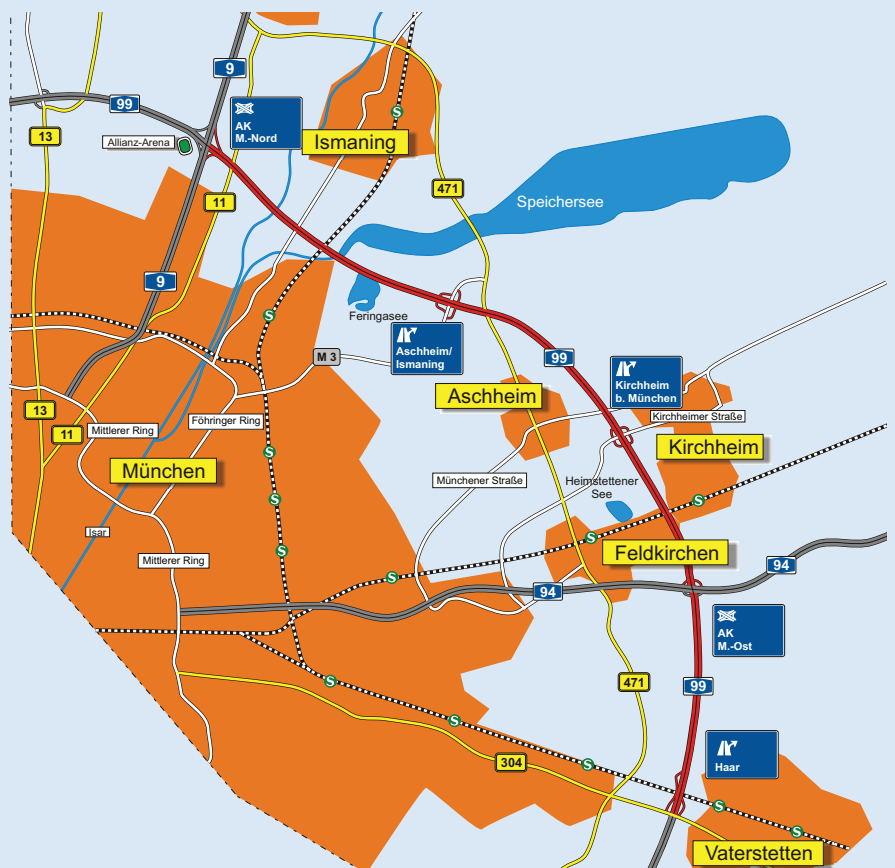 9
99
AK
M.-Nord
13
Allianz-Arena
Ismaning
471
11
Speichersee
9
S
S
Feringasee
Aschheim/
Ismaning
99
M 3
Kirchheim
b. München
Aschheim
13
11
Mittlerer Ring
Föhringer Ring
Kirchheimer Straße
Kirchheim
München
S
Münchener Straße
Heimstettener
See
S
S
Isar
S
S
Feldkirchen
Mittlerer Ring
S
94
94
AK
M.-Ost
S
471
99
S
304
S
Haar
S
S
Vaterstetten